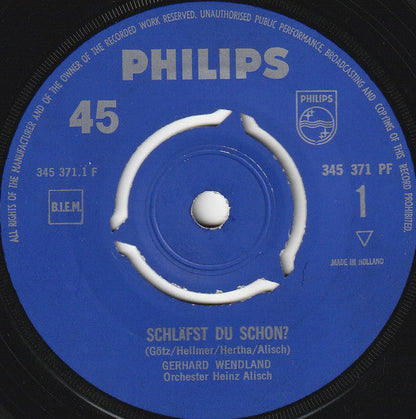 ALL RIGHTS OF THE MANUFACTURER AND OF THE OWNER OF THE RECORDED WORK RESERVED. UNAUTHORISED PUBLIC PERFORMANCE, BROADCASTING AND COPYING OF THIS RECORD PROHIBITED
PHILIPS
45
PHILIPS
345 371.1 F
345 371 PF
B.I.E.M.
1
MADE IN HOLLAND
SCHLÄFST DU SCHON?
(Götz/Hellmer/Hertha/Alisch)
GERHARD WENDLAND
Orchester Heinz Alisch